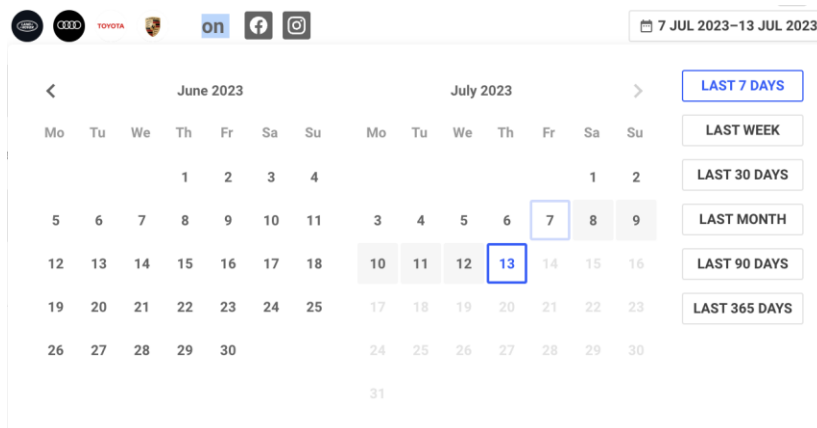 TOYOTA on 7 JUL 2023–13 JUL 2023
June 2023 July 2023 LAST 7 DAYS
Mo Tu We Th Fr Sa Su Mo Tu We Th Fr Sa Su LAST WEEK
1 2 3 4 1 2 LAST 30 DAYS
5 6 7 8 9 10 11 3 4 5 6 7 8 9 LAST MONTH
12 13 14 15 16 17 18 10 11 12 13 14 15 16 LAST 90 DAYS
19 20 21 22 23 24 25 17 18 19 20 21 22 23 LAST 365 DAYS
26 27 28 29 30 24 25 26 27 28 29 30
31